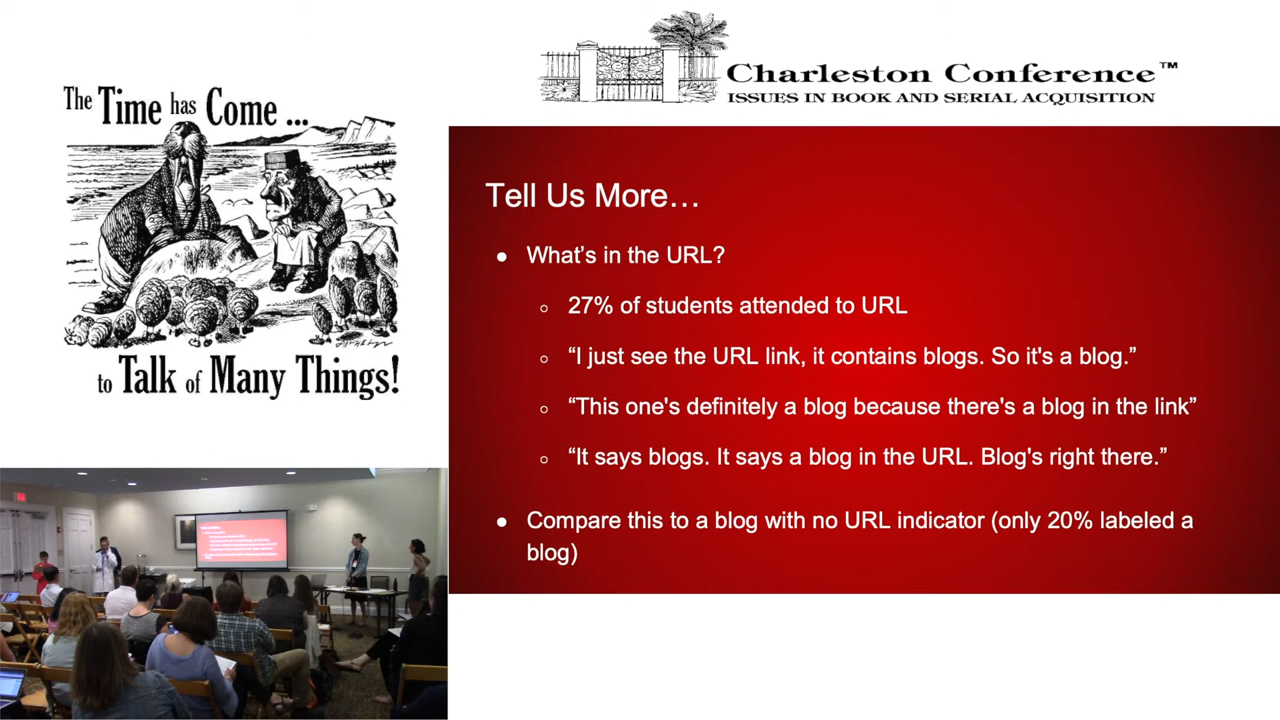 The Time has Come ...
to Talk of Many Things!
Charleston Conference™
ISSUES IN BOOK AND SERIAL ACQUISITION
Tell Us More…
● What’s in the URL?
○ 27% of students attended to URL
○ “I just see the URL link, it contains blogs. So it's a blog.”
○ “This one's definitely a blog because there's a blog in the link”
○ “It says blogs. It says a blog in the URL. Blog's right there.”
● Compare this to a blog with no URL indicator (only 20% labeled a
blog)